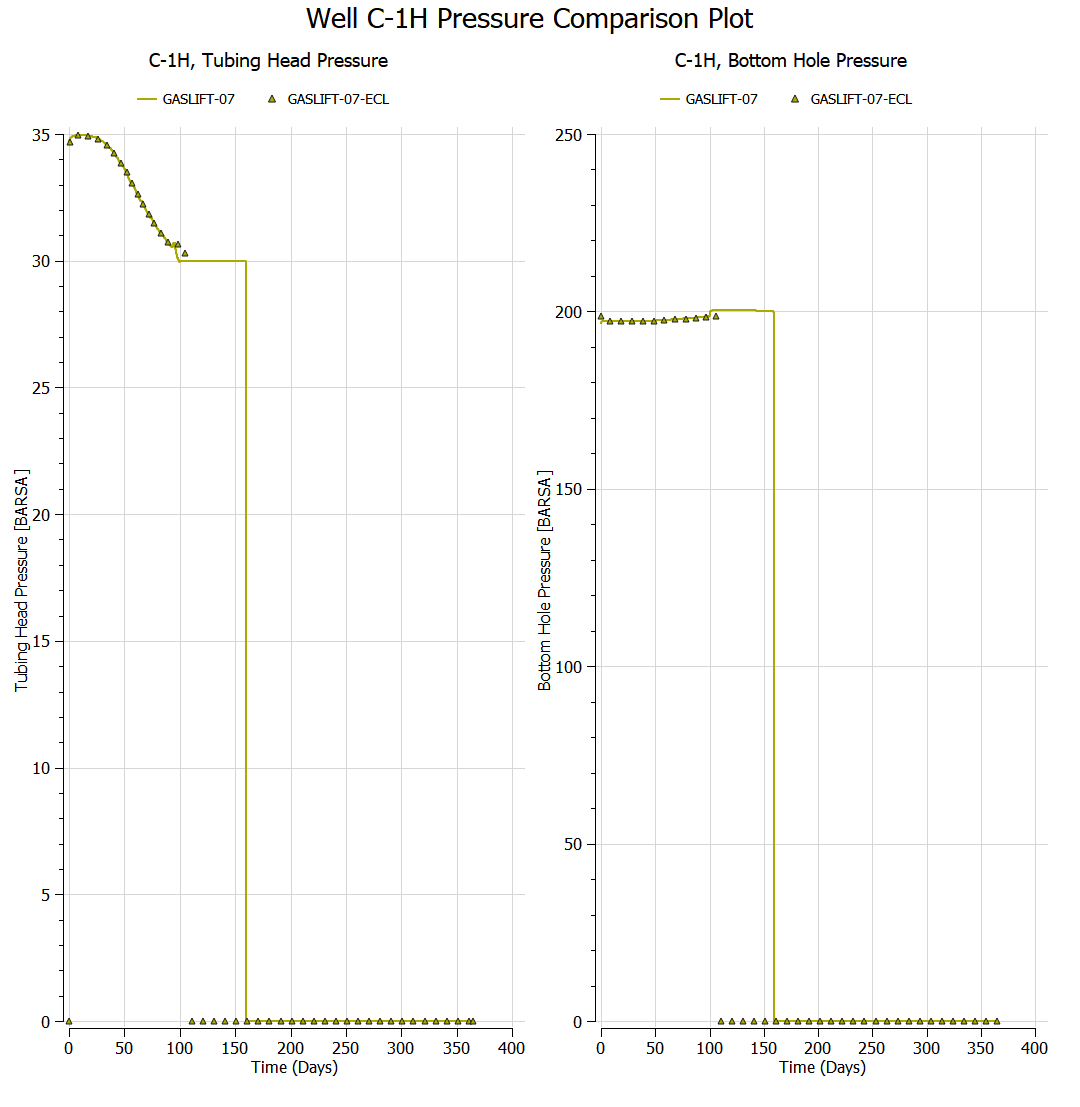 Well C-1H Pressure Comparison Plot
C-1H, Tubing Head Pressure
GASLIFT-07
GASLIFT-07-ECL
35
30
25
20
15
10
5
0
Tubing Head Pressure [BARSA]
0 50 100 150 200 250 300 350 400
Time (Days)
C-1H, Bottom Hole Pressure
GASLIFT-07
GASLIFT-07-ECL
250
200
150
100
50
0
Bottom Hole Pressure [BARSA]
0 50 100 150 200 250 300 350 400
Time (Days)